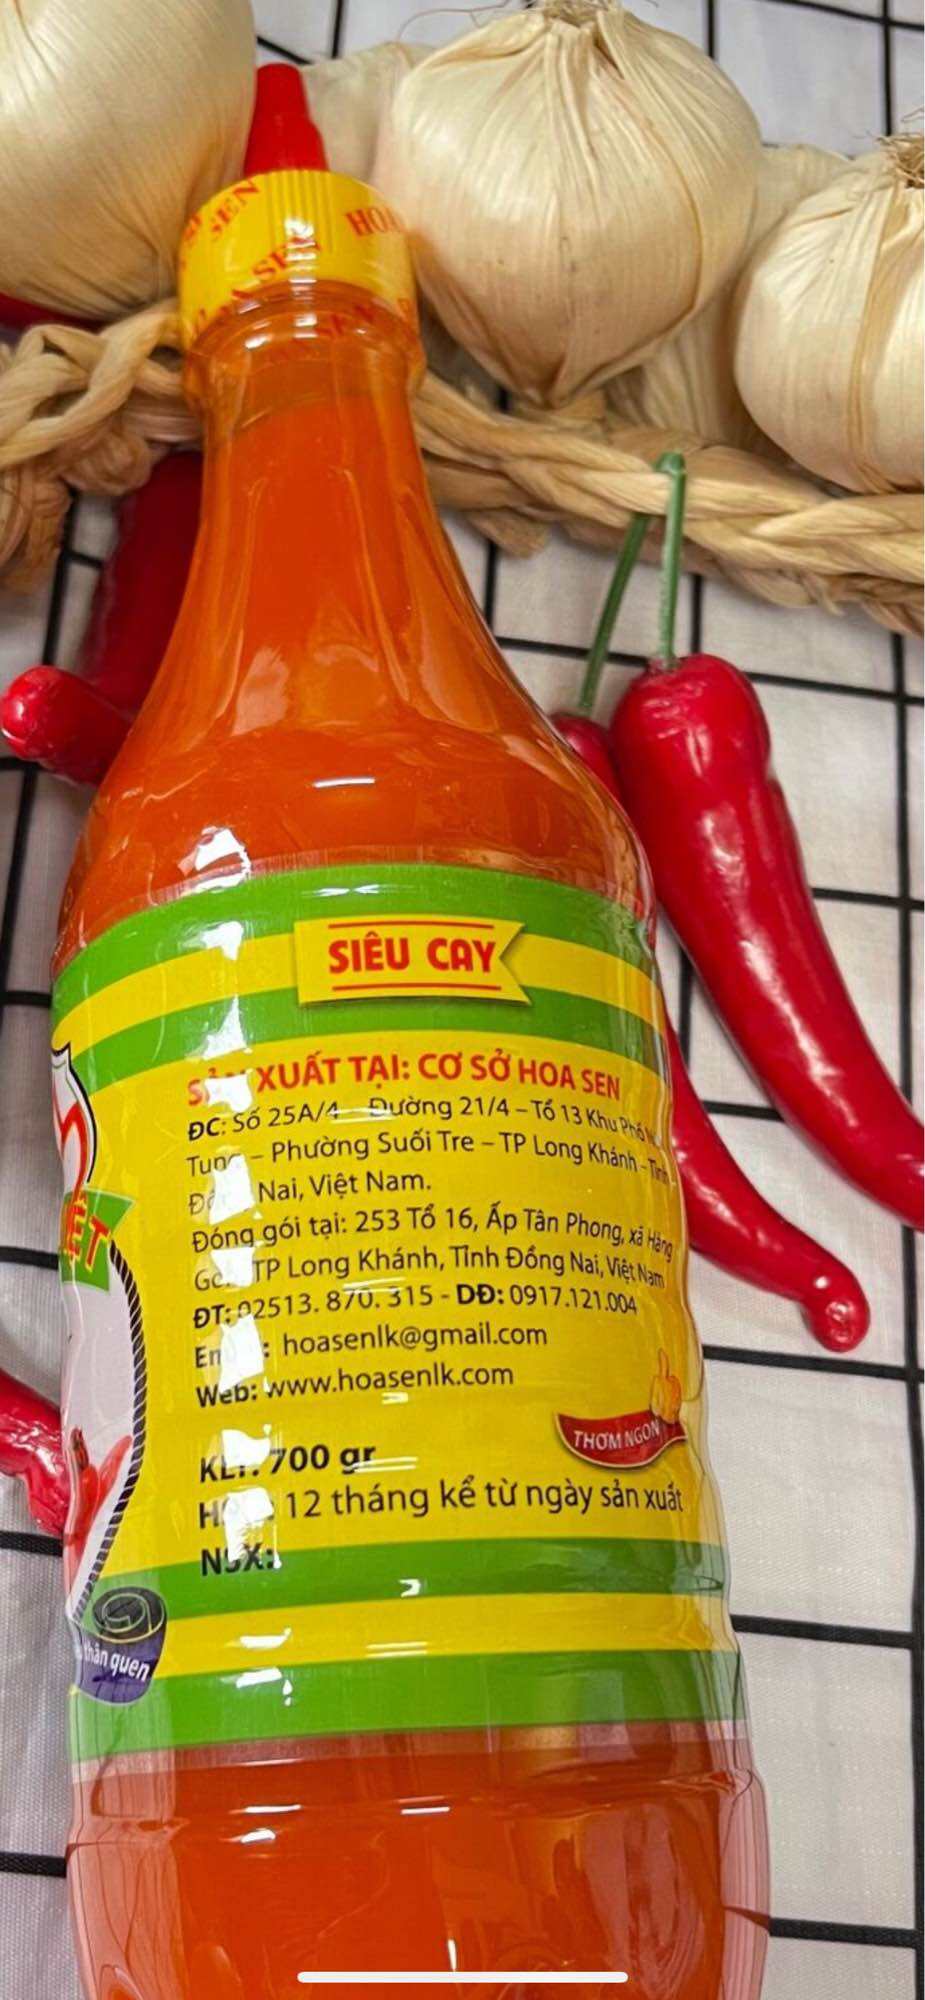 SEN
HOA
SEN
SIÊU CAY
XUẤT TẠI: CƠ SỞ HOA SEN
ĐC: Số 25A/4 Đường 21/4 – Tổ 13 Khu Phố
– Phường Suối Tre – TP Long Khánh – Tỉnh
Nai, Việt Nam.
Đóng gói tại: 253 Tổ 16, Ấp Tân Phong, xã Hàng
TP Long Khánh, Tỉnh Đồng Nai, Việt Nam
ĐT: 02513. 870. 315 - DĐ: 0917.121.004
: hoasenlk@gmail.com
Web: www.hoasenlk.com
THƠM NGON
700 gr
12 tháng kể từ ngày sản xuất
NSX:
thân quen